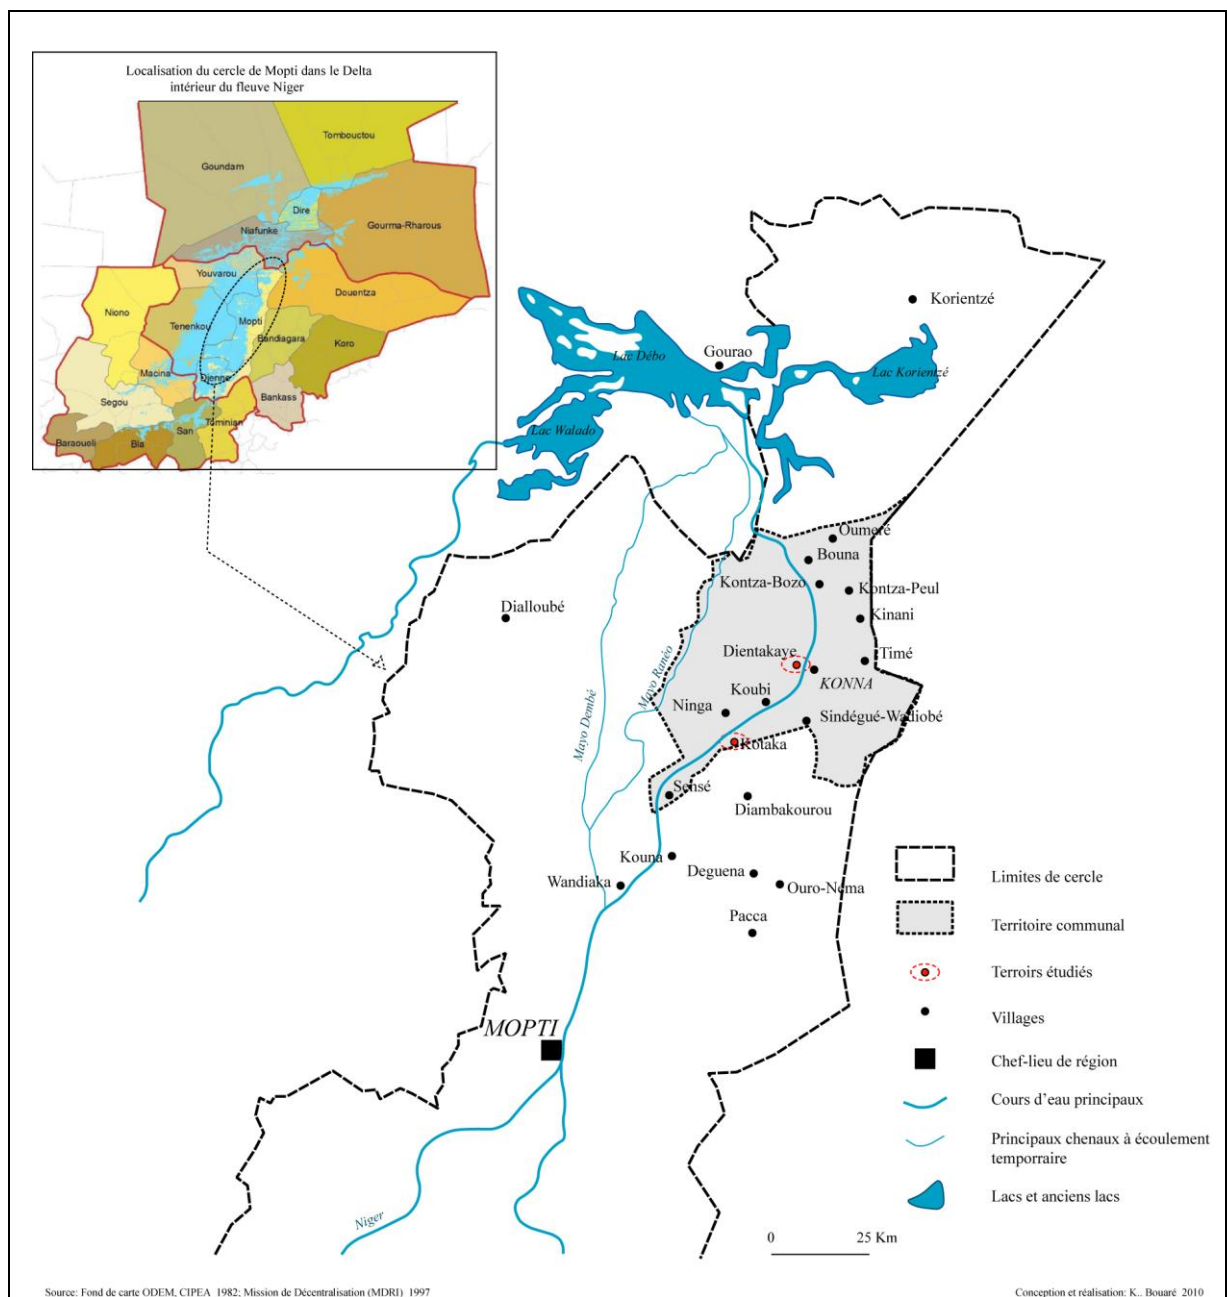 Localisation du cercle de Mopti dans le Delta
intérieur du fleuve Niger
Tombouctou
Goundam
Dire
Gourma-Rharous
Niafunke
Youvarou
Douentza
Niono
Tenenkou
Mopti
Bandiagara
Koro
Macina
Djenne
Bankass
Segou
Tominian
San
Baraoueli
Bla
Korientzé
Lac Débo
Gourao
Lac Korientzé
Lac Walado
Oumeré
Bouna
Kontza-Bozo
Kontza-Peul
Dialloubé
Kinani
Dientakaye
Timé
KONNA
Mayo Ranéo
Koubi
Ninga
Sindégué-Wadiobé
Mayo Dembé
Kotaka
Sensé
Diambakourou
Kouna
Deguena
Wandiaka
Ouro-Nema
Pacca
MOPTI
Niger
Limites de cercle
Territoire communal
Terroirs étudiés
Villages
Chef-lieu de région
Cours d'eau principaux
Principaux chenaux à écoulement
temporraire
Lacs et anciens lacs
0 25 Km
Source: Fond de carte ODEM, CIPEA 1982; Mission de Décentralisation (MDRI) 1997
Conception et réalisation: K.. Bouaré 2010